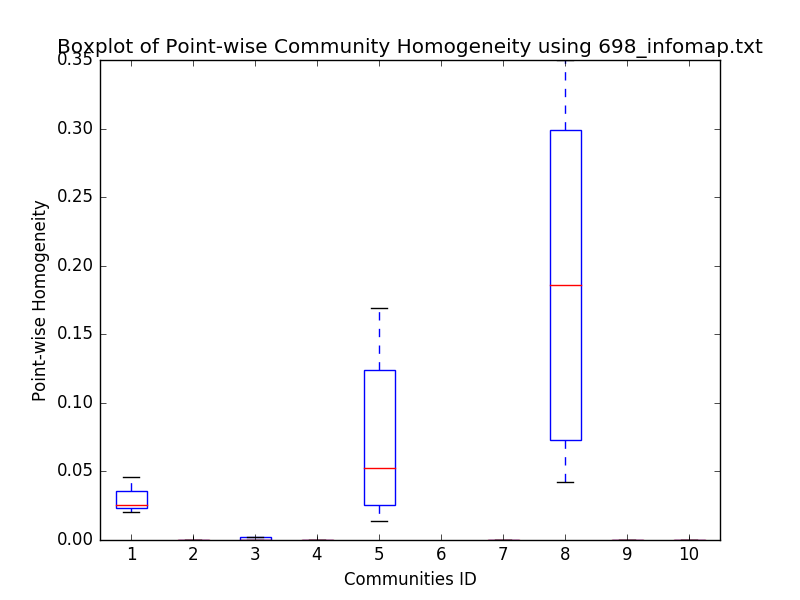 Boxplot of Point-wise Community Homogeneity using 698_infomap.txt
0.35
0.30
0.25
0.20
0.15
0.10
0.05
0.00
Point-wise Homogeneity
1 2 3 4 5 6 7 8 9 10
Communities ID